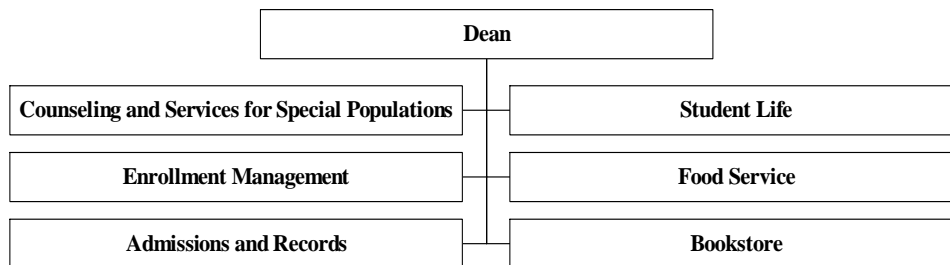 Dean
Counseling and Services for Special Populations
Student Life
Enrollment Management
Food Service
Admissions and Records
Bookstore